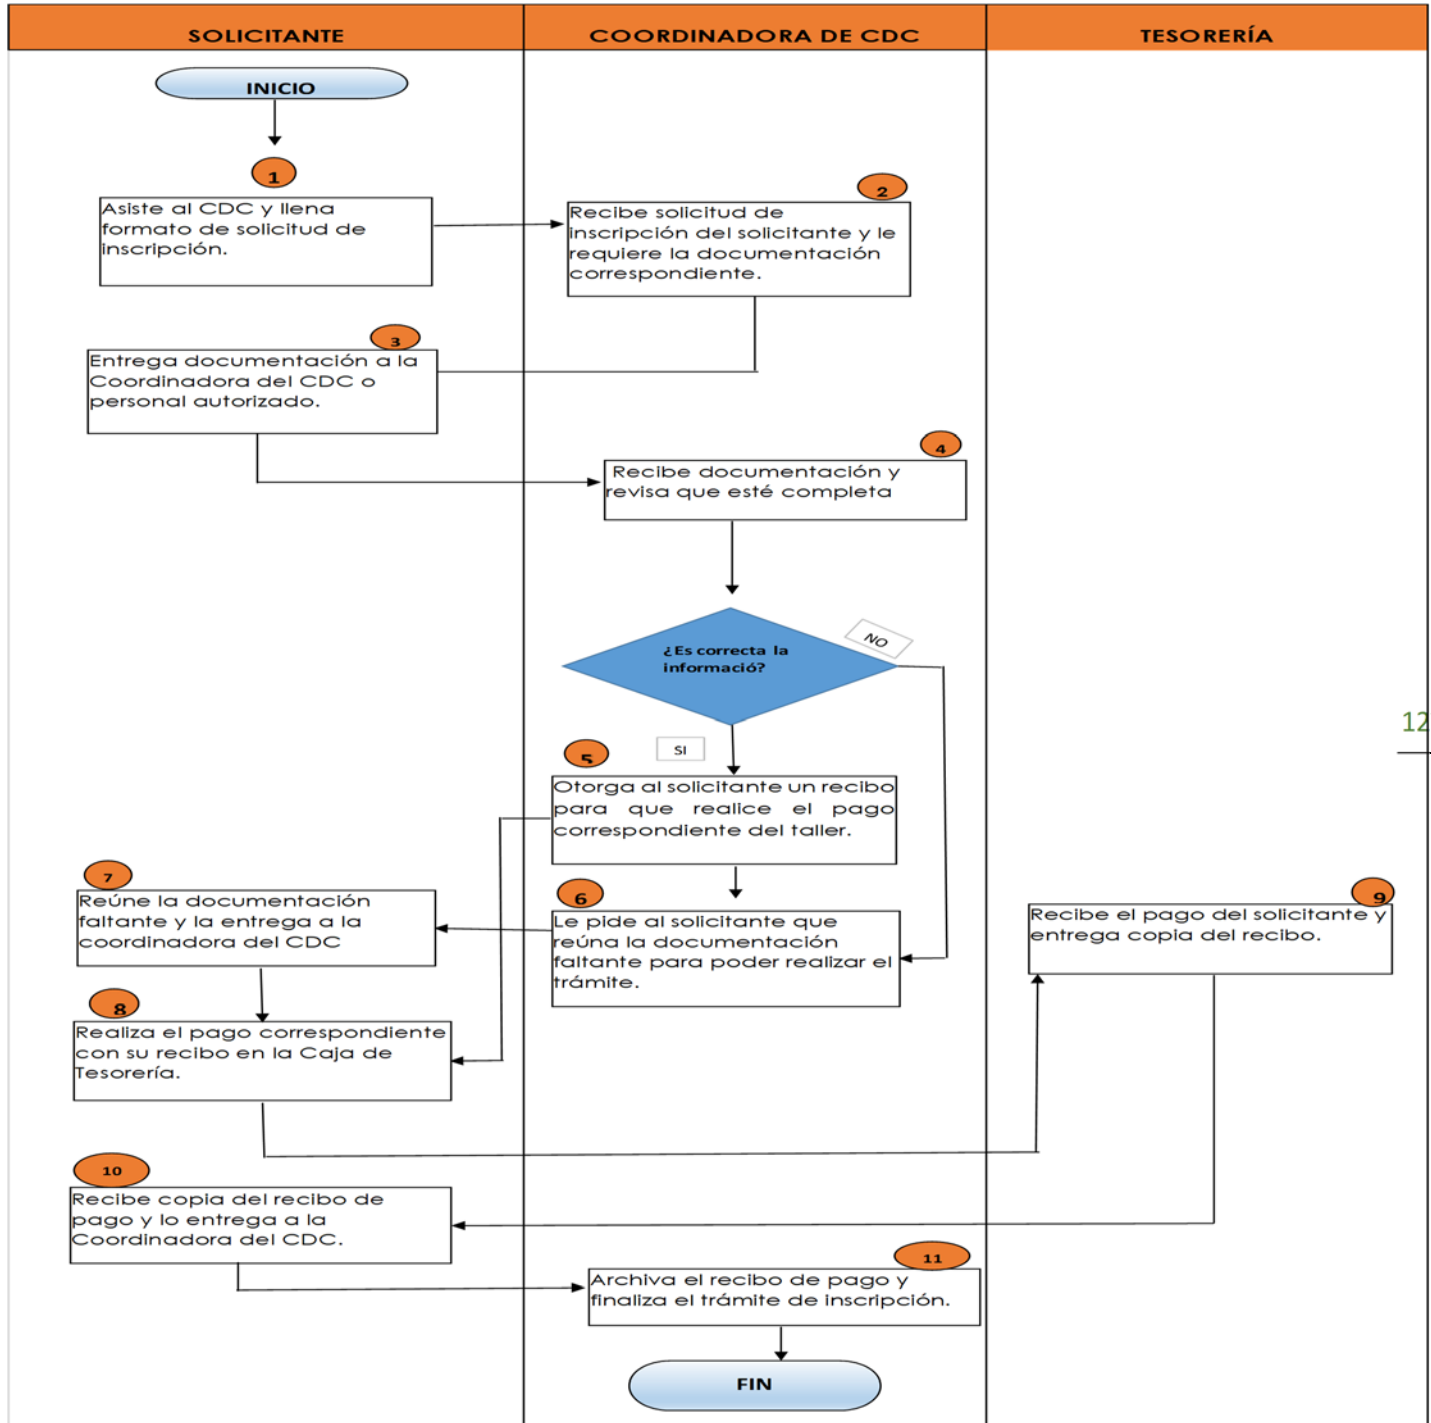 SOLICITANTE
COORDINADORA DE CDC
TESORERÍA
INICIO
1
Asiste al CDC y llena
formato de solicitud de
inscripción.
2
Recibe solicitud de
inscripción del solicitante y le
requiere la documentación
correspondiente.
3
Entrega documentación a la
Coordinadora del CDC o
personal autorizado.
4
Recibe documentación y
revisa que esté completa
¿Es correcta la
informació?
NO
SI
12
5
Otorga al solicitante un recibo
para que realice el pago
correspondiente del taller.
7
Reúne la documentación
faltante y la entrega a la
coordinadora del CDC
6
Le pide al solicitante que
reúna la documentación
faltante para poder realizar el
trámite.
9
Recibe el pago del solicitante y
entrega copia del recibo.
8
Realiza el pago correspondiente
con su recibo en la Caja de
Tesorería.
10
Recibe copia del recibo de
pago y lo entrega a la
Coordinadora del CDC.
11
Archiva el recibo de pago y
finaliza el trámite de inscripción.
FIN